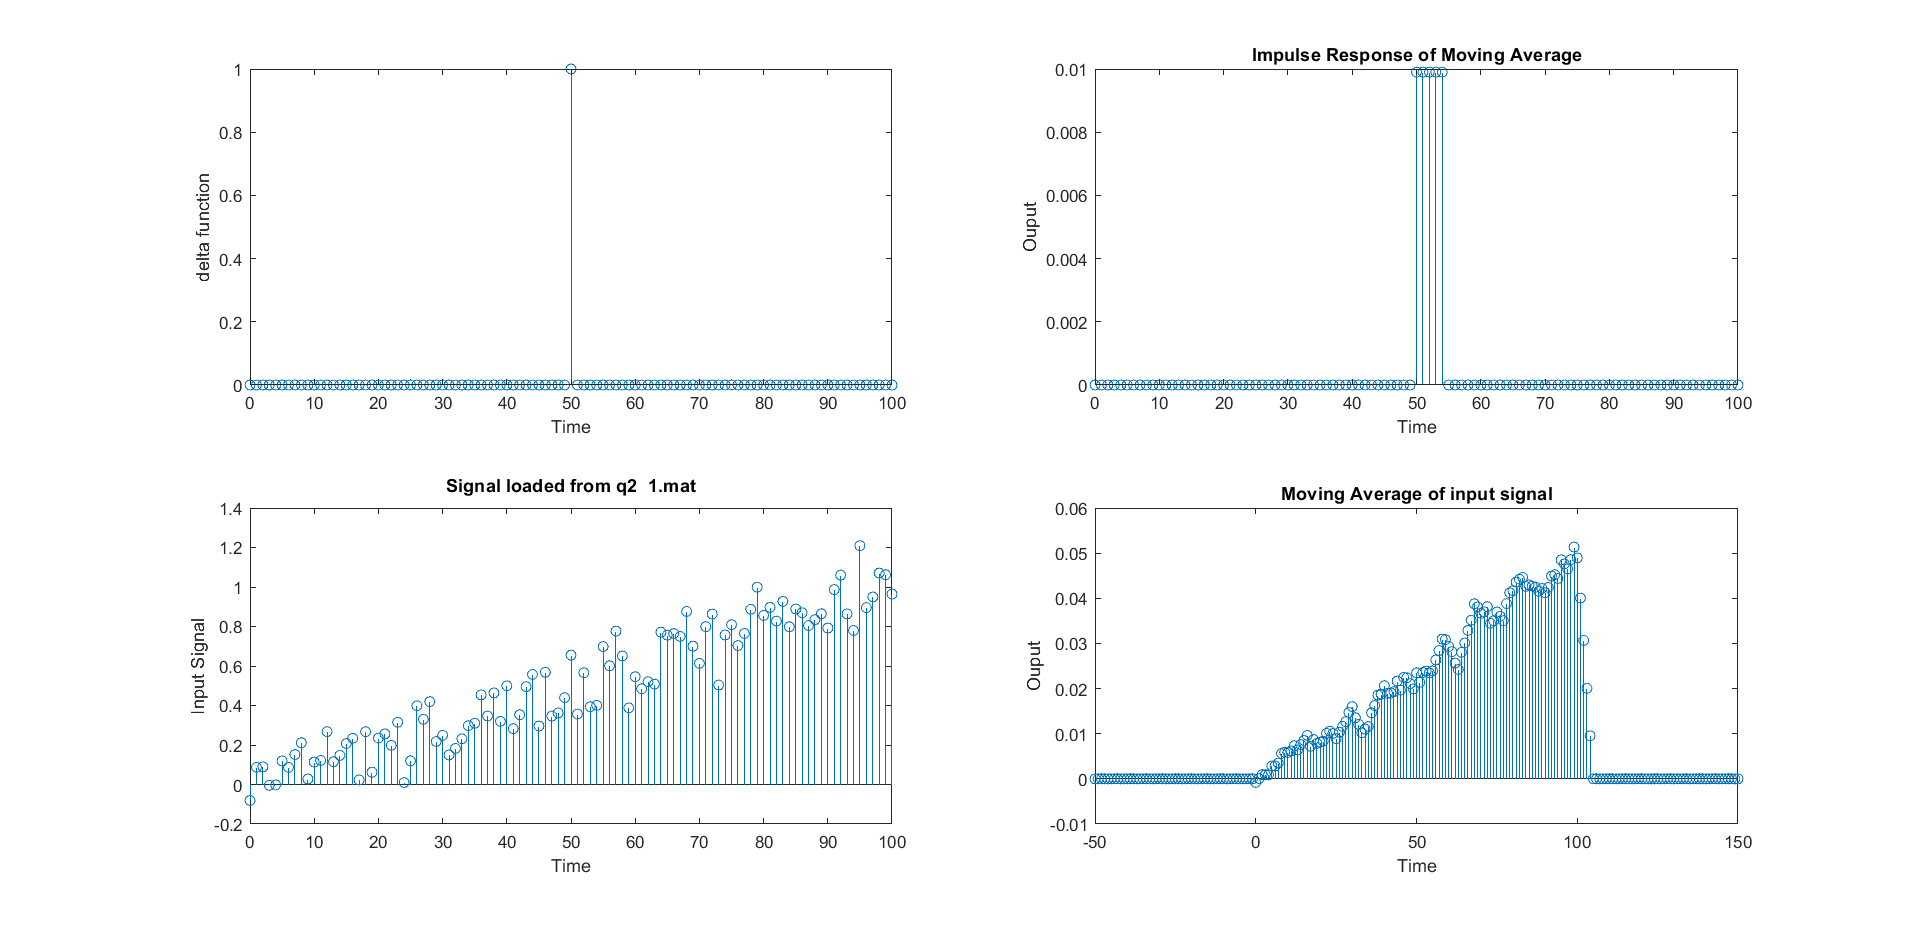 1
0.8
0.6
0.4
0.2
0
delta function
0 10 20 30 40 50 60 70 80 90 100
Time
Impulse Response of Moving Average
0.01
0.008
0.006
0.004
0.002
0
Ouput
0 10 20 30 40 50 60 70 80 90 100
Time
Signal loaded from q2 1.mat
1.4
1.2
1
0.8
0.6
0.4
0.2
0
-0.2
Input Signal
0 10 20 30 40 50 60 70 80 90 100
Time
Moving Average of input signal
0.06
0.05
0.04
0.03
0.02
0.01
0
-0.01
Ouput
-50 0 50 100 150
Time